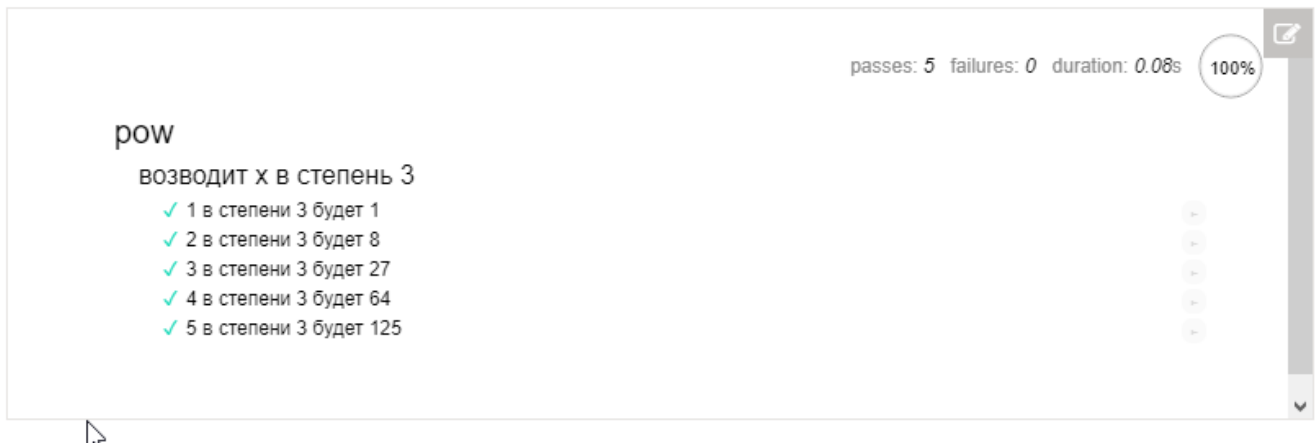 passes: 5 failures: 0 duration: 0.08s 100%
pow
возводит x в степень 3
✓ 1 в степени 3 будет 1
✓ 2 в степени 3 будет 8
✓ 3 в степени 3 будет 27
✓ 4 в степени 3 будет 64
✓ 5 в степени 3 будет 125